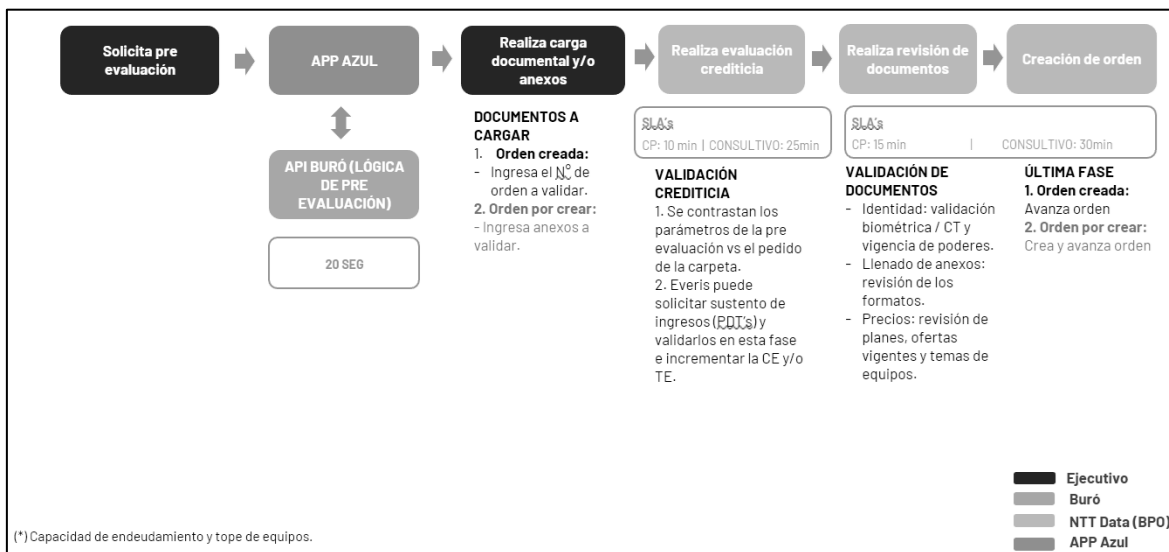 Solicita pre
evaluación
APP AZUL
Realiza carga
documental y/o
anexos
Realiza evaluación
crediticia
Realiza revisión de
documentos
Creación de orden
API BURÓ (LÓGICA
DE PRE
EVALUACIÓN)
20 SEG
DOCUMENTOS A
CARGAR
1. Orden creada:
- Ingresa el N° de
orden a validar.
2. Orden por crear:
- Ingresa anexos a
validar.
SLA's
CP: 10 min | CONSULTIVO: 25min
VALIDACIÓN
CREDITICIA
1. Se contrastan los
parámetros de la pre
evaluación vs el pedido
de la carpeta.
2. Everis puede
solicitar sustento de
ingresos (PDT's) y
validarlos en esta fase
e incrementar la CE y/o
TE.
SLA's
CP: 15 min | CONSULTIVO: 30min
VALIDACIÓN DE
DOCUMENTOS
- Identidad: validación
biométrica / CT y
vigencia de poderes.
- Llenado de anexos:
revisión de los
formatos.
- Precios: revisión de
planes, ofertas
vigentes y temas de
equipos.
ÚLTIMA FASE
1. Orden creada:
Avanza orden
2. Orden por crear:
Crea y avanza orden
Ejecutivo
Buró
NTT Data (BPO)
APP Azul
(*) Capacidad de endeudamiento y tope de equipos.